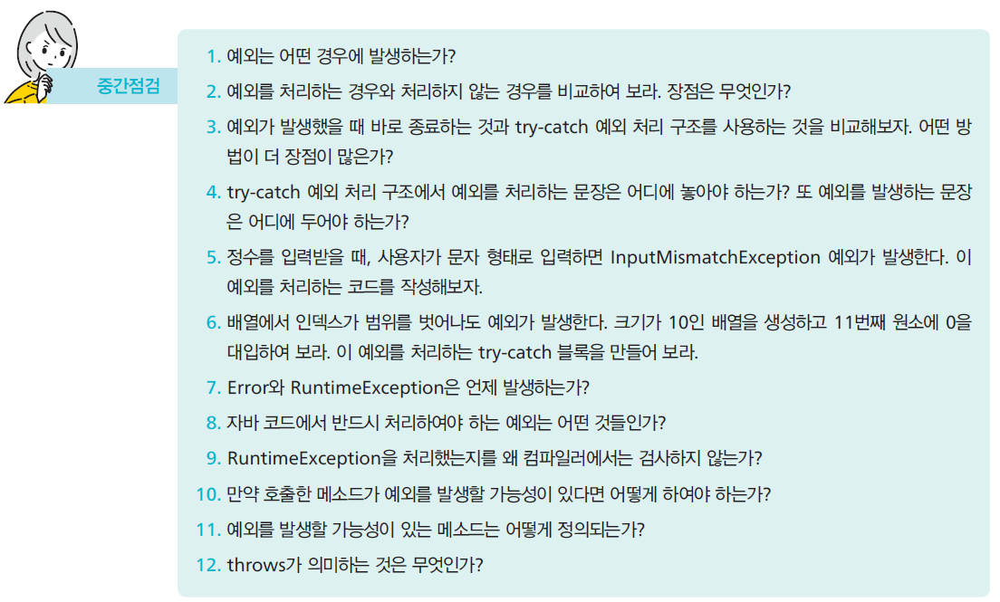 중간점검
1. 예외는 어떤 경우에 발생하는가?
2. 예외를 처리하는 경우와 처리하지 않는 경우를 비교하여 보라. 장점은 무엇인가?
3. 예외가 발생했을 때 바로 종료하는 것과 try-catch 예외 처리 구조를 사용하는 것을 비교해보자. 어떤 방
법이 더 장점이 많은가?
4. try-catch 예외 처리 구조에서 예외를 처리하는 문장은 어디에 놓아야 하는가? 또 예외를 발생하는 문장
은 어디에 두어야 하는가?
5. 정수를 입력받을 때, 사용자가 문자 형태로 입력하면 InputMismatchException 예외가 발생한다. 이
예외를 처리하는 코드를 작성해보자.
6. 배열에서 인덱스가 범위를 벗어나도 예외가 발생한다. 크기가 10인 배열을 생성하고 11번째 원소에 0을
대입하여 보라. 이 예외를 처리하는 try-catch 블록을 만들어 보라.
7. Error와 RuntimeException은 언제 발생하는가?
8. 자바 코드에서 반드시 처리하여야 하는 예외는 어떤 것들인가?
9. RuntimeException을 처리했는지를 왜 컴파일러에서는 검사하지 않는가?
10. 만약 호출한 메소드가 예외를 발생할 가능성이 있다면 어떻게 하여야 하는가?
11. 예외를 발생할 가능성이 있는 메소드는 어떻게 정의되는가?
12. throws가 의미하는 것은 무엇인가?